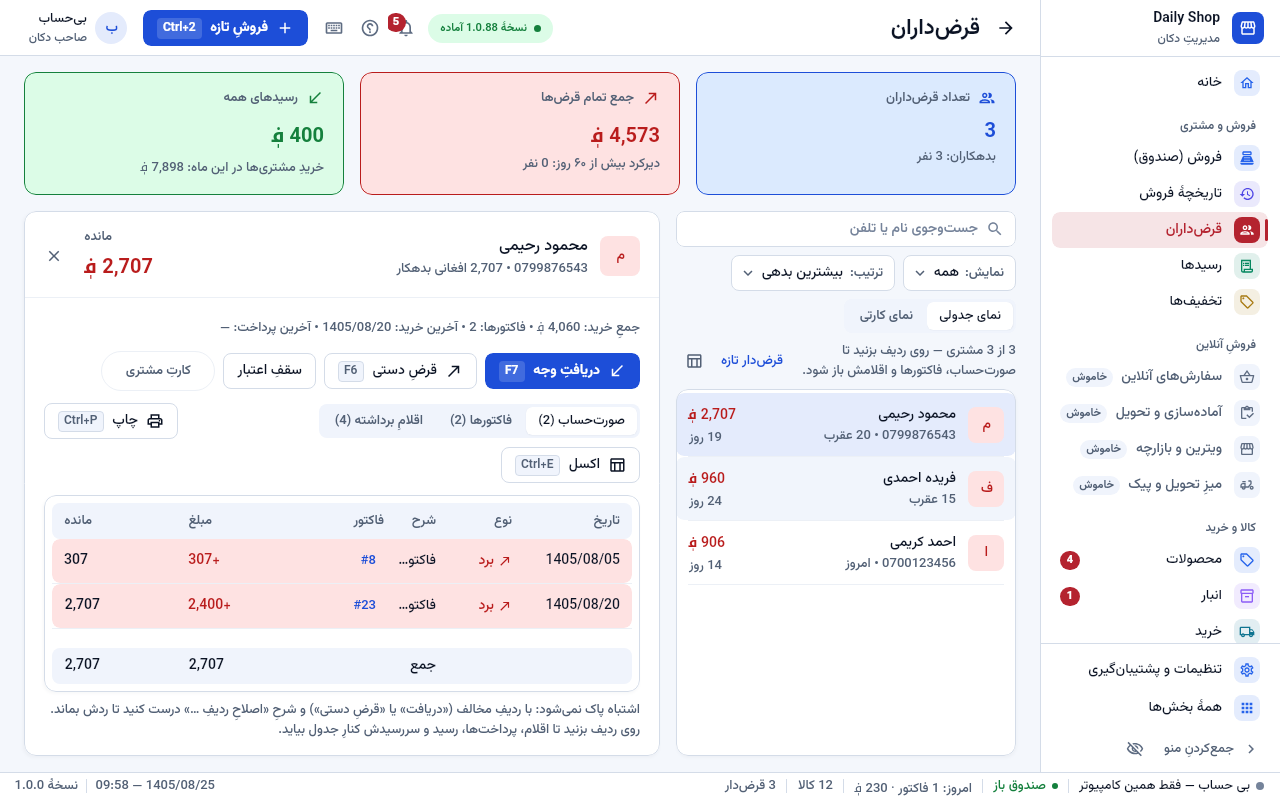 Daily Shop
مدیریتِ دکان
خانه
فروش و مشتری
فروش (صندوق)
تاریخچهٔ فروش
قرض‌داران
رسیدها
تخفیف‌ها
فروشِ آنلاین
سفارش‌های آنلاین خاموش
آماده‌سازی و تحویل خاموش
ویترین و بازارچه خاموش
میزِ تحویل و پیک خاموش
کالا و خرید
محصولات 4
انبار 1
خرید
تنظیمات و پشتیبان‌گیری
همهٔ بخش‌ها
جمع‌کردنِ منو
قرض‌داران
نسخهٔ 1.0.88 آماده
5
فروشِ تازه Ctrl+2
ب
بی‌حساب
صاحب دکان
تعداد قرض‌داران
3
بدهکاران: 3 نفر
جمع تمام قرض‌ها
4,573 ؋
دیرکرد بیش از ۶۰ روز: 0 نفر
رسیدهای همه
400 ؋
خریدِ مشتری‌ها در این ماه: 7,898 ؋
جست‌وجوی نام یا تلفن
نمایش: همه
ترتیب: بیشترین بدهی
نمای جدولی
نمای کارتی
3 از 3 مشتری — روی ردیف بزنید تا
صورت‌حساب، فاکتورها و اقلامش باز شود.
قرض‌دار تازه
م
محمود رحیمی
2,707 ؋
0799876543 • 20 عقرب
19 روز
ف
فریده احمدی
960 ؋
15 عقرب
24 روز
ا
احمد کریمی
906 ؋
0700123456 • امروز
14 روز
م
محمود رحیمی
0799876543 • 2,707 افغانی بدهکار
مانده
2,707 ؋
جمعِ خرید: 4,060 ؋ • فاکتورها: 2 • آخرین خرید: 1405/08/20 • آخرین پرداخت: —
دریافتِ وجه F7
قرضِ دستی F6
سقفِ اعتبار
کارتِ مشتری
صورت‌حساب (2)
فاکتورها (2)
اقلامِ برداشته (4)
چاپ Ctrl+P
اکسل Ctrl+E
تاریخ نوع شرح فاکتور مبلغ مانده
1405/08/05 برد فاکتو... #8 +307 307
1405/08/20 برد فاکتو... #23 +2,400 2,707
جمع 2,707 2,707
اشتباه پاک نمی‌شود: با ردیفِ مخالف («دریافت» یا «قرضِ دستی») و شرحِ «اصلاحِ ردیفِ …» درست کنید تا ردش بماند.
روی ردیف بزنید تا اقلام، پرداخت‌ها، رسید و سررسیدش کنارِ جدول بیاید.
بی حساب — فقط همین کامپیوتر
صندوق باز
امروز: 1 فاکتور · 230 ؋
12 کالا
3 قرض‌دار
1405/08/25 — 09:58
نسخهٔ 1.0.0